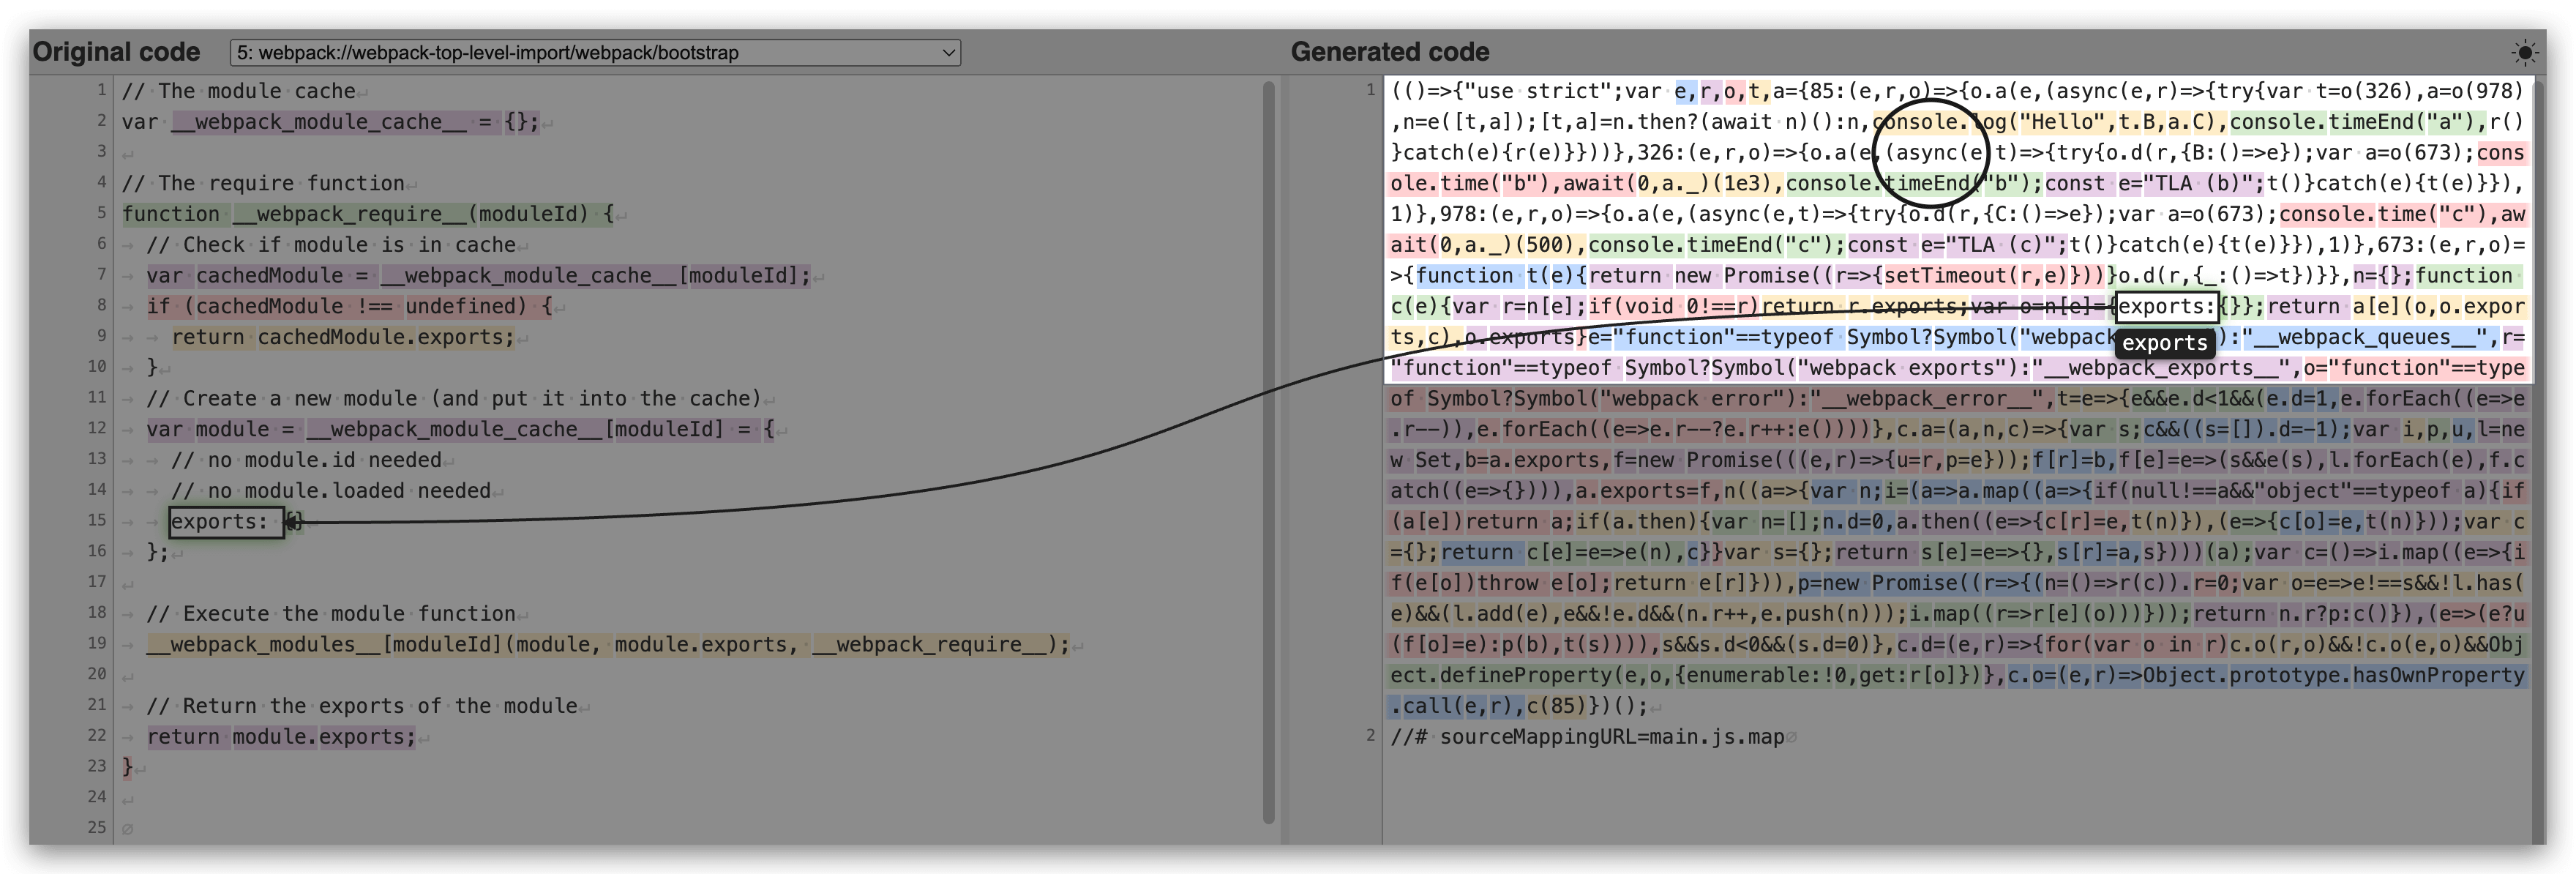 Original code
5: webpack://webpack-top-level-import/webpack/bootstrap
1 // The module cache
2 var __webpack_module_cache__ = {};
3
4 // The require function
5 function __webpack_require__(moduleId) {
6 // Check if module is in cache
7 var cachedModule = __webpack_module_cache__[moduleId];
8 if (cachedModule !== undefined) {
9 return cachedModule.exports;
10 }
11 // Create a new module (and put it into the cache)
12 var module = __webpack_module_cache__[moduleId] = {
13 // no module.id needed
14 // no module.loaded needed
15 exports: {}
16 };
17
18 // Execute the module function
19 __webpack_modules__[moduleId](module, module.exports, __webpack_require__);
20
21 // Return the exports of the module
22 return module.exports;
23 }
24
25
Generated code
1 (()=>{"use strict";var e,r,o,t,a={85:(e,r,o)=>{o.a(e,(async(e,r)=>{try{var t=o(326),a=o(978)
,n=e([t,a]);[t,a]=n.then?(await n)():n,console.log("Hello",t.B,a.C),console.timeEnd("a"),r()
}catch(e){r(e)}}))},326:(e,r,o)=>{o.a(e,(async(e,t)=>{try{o.d(r,{B:()=>e});var a=o(673);cons
ole.time("b"),await(0,a._)(1e3),console.timeEnd("b");const e="TLA (b)";t()}catch(e){t(e)}}),
1)},978:(e,r,o)=>{o.a(e,(async(e,t)=>{try{o.d(r,{C:()=>e});var a=o(673);console.time("c"),aw
ait(0,a._)(500),console.timeEnd("c");const e="TLA (c)";t()}catch(e){t(e)}}),1)},673:(e,r,o)=
>{function t(e){return new Promise((r=>{setTimeout(r,e)}))}o.d(r,{_:()=>t})}},n={};function
c(e){var r=n[e];if(void 0!==r)return r.exports;var o=n[e]={exports:{}};return a[e](o,o.expor
ts,c),o.exports}e="function"==typeof Symbol?Symbol("webpack ):"__webpack_queues__",r=
exports
"function"==typeof Symbol?Symbol("webpack exports"):"__webpack_exports__",o="function"==type
of Symbol?Symbol("webpack error"):"__webpack_error__",t=e=>{e&&e.d<1&&(e.d=1,e.forEach((e=>e
.r--)),e.forEach((e=>e.r--?e.r++:e())))},c.a=(a,n,c)=>{var s;c&&((s=[]).d=-1);var i,p,u,l=ne
w Set,b=a.exports,f=new Promise(((e,r)=>{u=r,p=e}));f[r]=b,f[e]=e=>(s&&e(s),l.forEach(e),f.c
atch((e=>{}))),a.exports=f,n((a=>{var n;i=(a=>a.map((a=>{if(null!==a&&"object"==typeof a){if
(a[e])return a;if(a.then){var n=[];n.d=0,a.then((e=>{c[r]=e,t(n)}),(e=>{c[o]=e,t(n)}));var c
={};return c[e]=e=>e(n),c}}var s={};return s[e]=e=>{},s[r]=a,s})))(a);var c=()=>i.map((e=>{i
f(e[o])throw e[o];return e[r]})),p=new Promise((r=>{(n=()=>r(c)).r=0;var o=e=>e!==s&&!l.has(
e)&&(l.add(e),e&&!e.d&&(n.r++,e.push(n)));i.map((r=>r[e](o)))}));return n.r?p:c()}),(e=>(e?u
(f[o]=e):p(b),t(s)))),s&&s.d<0&&(s.d=0)},c.d=(e,r)=>{for(var o in r)c.o(r,o)&&!c.o(e,o)&&Obj
ect.defineProperty(e,o,{enumerable:!0,get:r[o]})},c.o=(e,r)=>Object.prototype.hasOwnProperty
.call(e,r),c(85)})();
2 //# sourceMappingURL=main.js.map